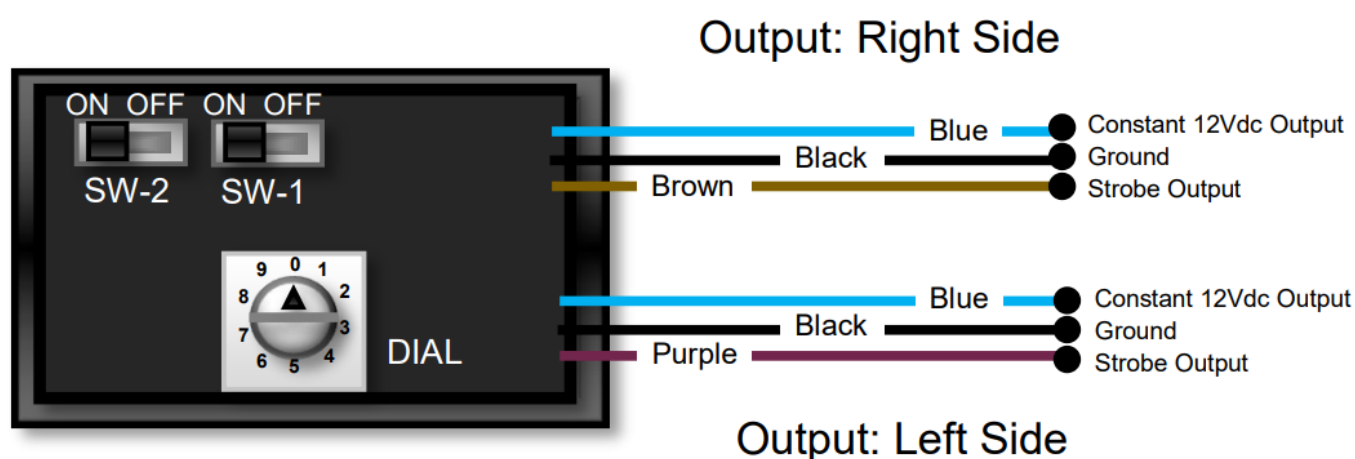 Output: Right Side
ON OFF ON OFF
SW-2 SW-1
Blue Constant 12Vdc Output
Black Ground
Brown Strobe Output
9 0 1
8 2
7 3
6 5 4
DIAL
Blue Constant 12Vdc Output
Black Ground
Purple Strobe Output
Output: Left Side